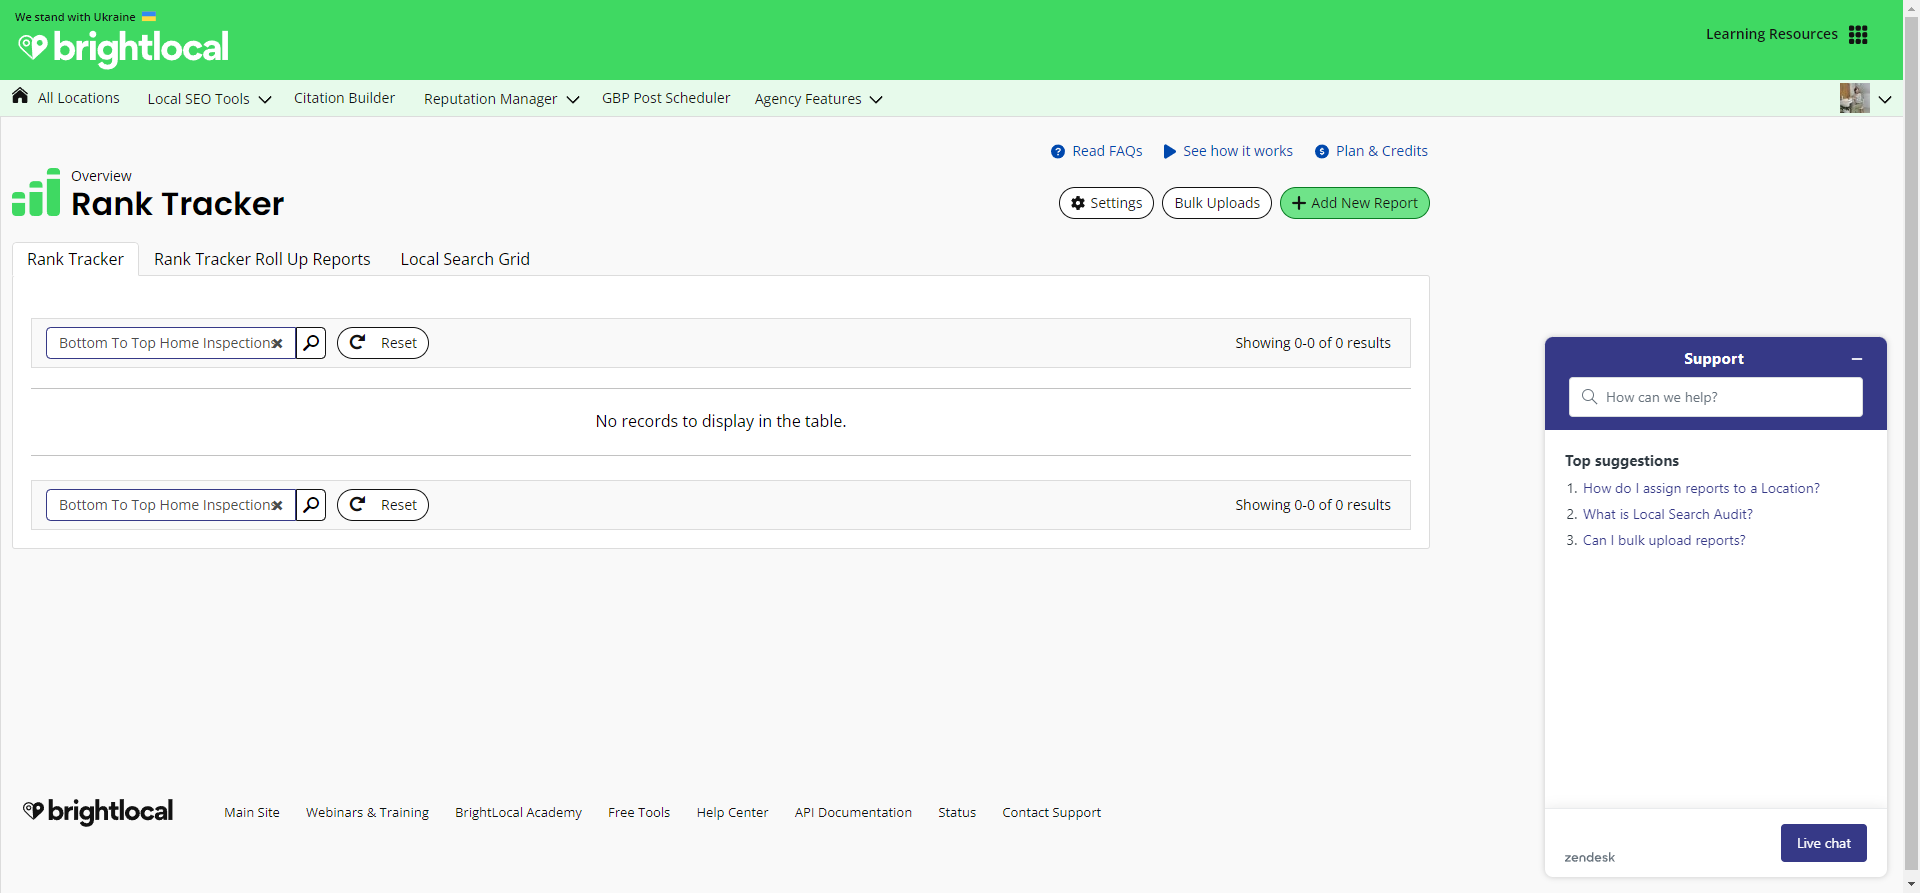 We stand with Ukraine
brightlocal
Learning Resources
All Locations
Local SEO Tools
Citation Builder
Reputation Manager
GBP Post Scheduler
Agency Features
Read FAQs
See how it works
Plan & Credits
Overview
Rank Tracker
Settings
Bulk Uploads
Add New Report
Rank Tracker
Rank Tracker Roll Up Reports
Local Search Grid
Bottom To Top Home Inspections
Reset
Showing 0-0 of 0 results
No records to display in the table.
Bottom To Top Home Inspections
Reset
Showing 0-0 of 0 results
Support
How can we help?
Top suggestions
1. How do I assign reports to a Location?
2. What is Local Search Audit?
3. Can I bulk upload reports?
zendesk
Live chat
brightlocal
Main Site
Webinars & Training
BrightLocal Academy
Free Tools
Help Center
API Documentation
Status
Contact Support